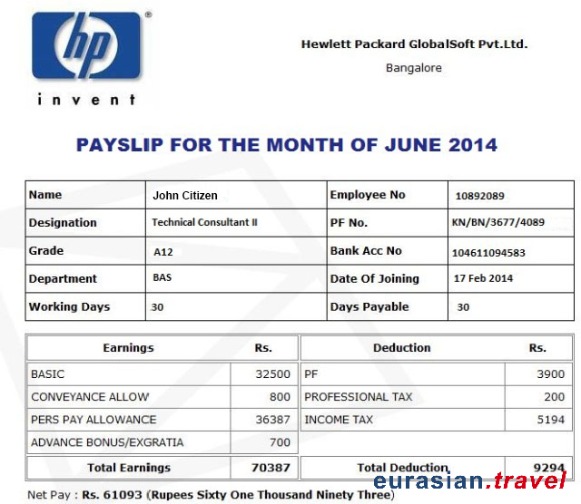 hp
®
invent
Hewlett Packard GlobalSoft Pvt.Ltd.
Bangalore
PAYSLIP FOR THE MONTH OF JUNE 2014
Name John Citizen Employee No 10892089
Designation Technical Consultant II PF No. KN/BN/3677/4089
Grade A12 Bank Acc No 104611094583
Department BAS Date Of Joining 17 Feb 2014
Working Days 30 Days Payable 30
Earnings Rs. Deduction Rs.
BASIC 32500 PF 3900
CONVEYANCE ALLOW 800 PROFESSIONAL TAX 200
PERS PAY ALLOWANCE 36387 INCOME TAX 5194
ADVANCE BONUS/EXGRATIA 700
Total Earnings 70387 Total Deduction 9294
eurasian.travel
Net Pay : Rs. 61093 (Rupees Sixty One Thousand Ninety Three)